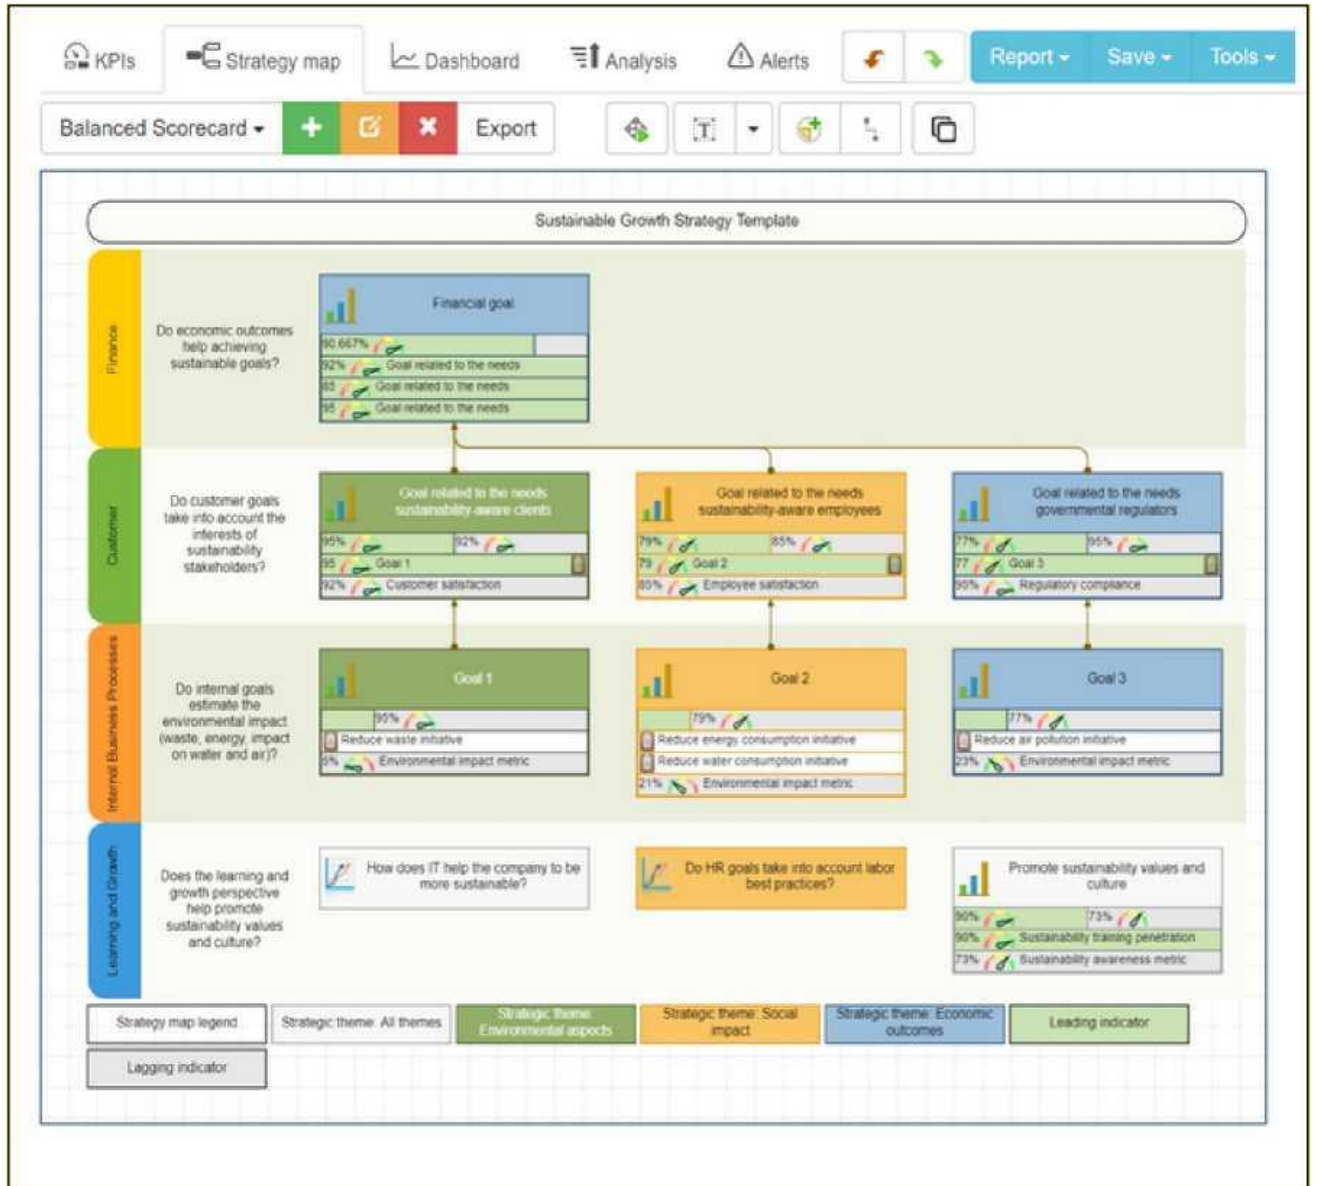 KPIs
Strategy map
Dashboard
Analysis
Alerts
Report
Save
Tools
Balanced Scorecard
Export
T
Sustainable Growth Strategy Template
Finance
Do economic outcomes
help achieving
sustainable goals?
Financial goal
90.667%
92% Goal related to the needs
85 Goal related to the needs
95 Goal related to the needs
Customer
Do customer goals
take into account the
interests of
sustainability
stakeholders?
Goal related to the needs
sustainability-aware clients
95% 92%
95 Goal 1
92% Customer satisfaction
Goal related to the needs
sustainability-aware employees
79% 85%
79 Goal 2
85% Employee satisfaction
Goal related to the needs
governmental regulators
77% 95%
77 Goal 3
95% Regulatory compliance
Internal Business Processes
Do internal goals
estimate the
environmental impact
(waste, energy, impact
on water and air)?
Goal 1
95%
Reduce waste initiative
5% Environmental impact metric
Goal 2
79%
Reduce energy consumption initiative
Reduce water consumption initiative
21% Environmental impact metric
Goal 3
77%
Reduce air pollution initiative
23% Environmental impact metric
Learning and Growth
Does the learning and
growth perspective
help promote
sustainability values
and culture?
How does IT help the company to be
more sustainable?
Do HR goals take into account labor
best practices?
Promote sustainability values and
culture
90% 73%
90% Sustainability training penetration
73% Sustainability awareness metric
Strategy map legend
Strategic theme: All themes
Strategic theme:
Environmental aspects
Strategic theme: Social
impact
Strategic theme: Economic
outcomes
Leading indicator
Lagging indicator